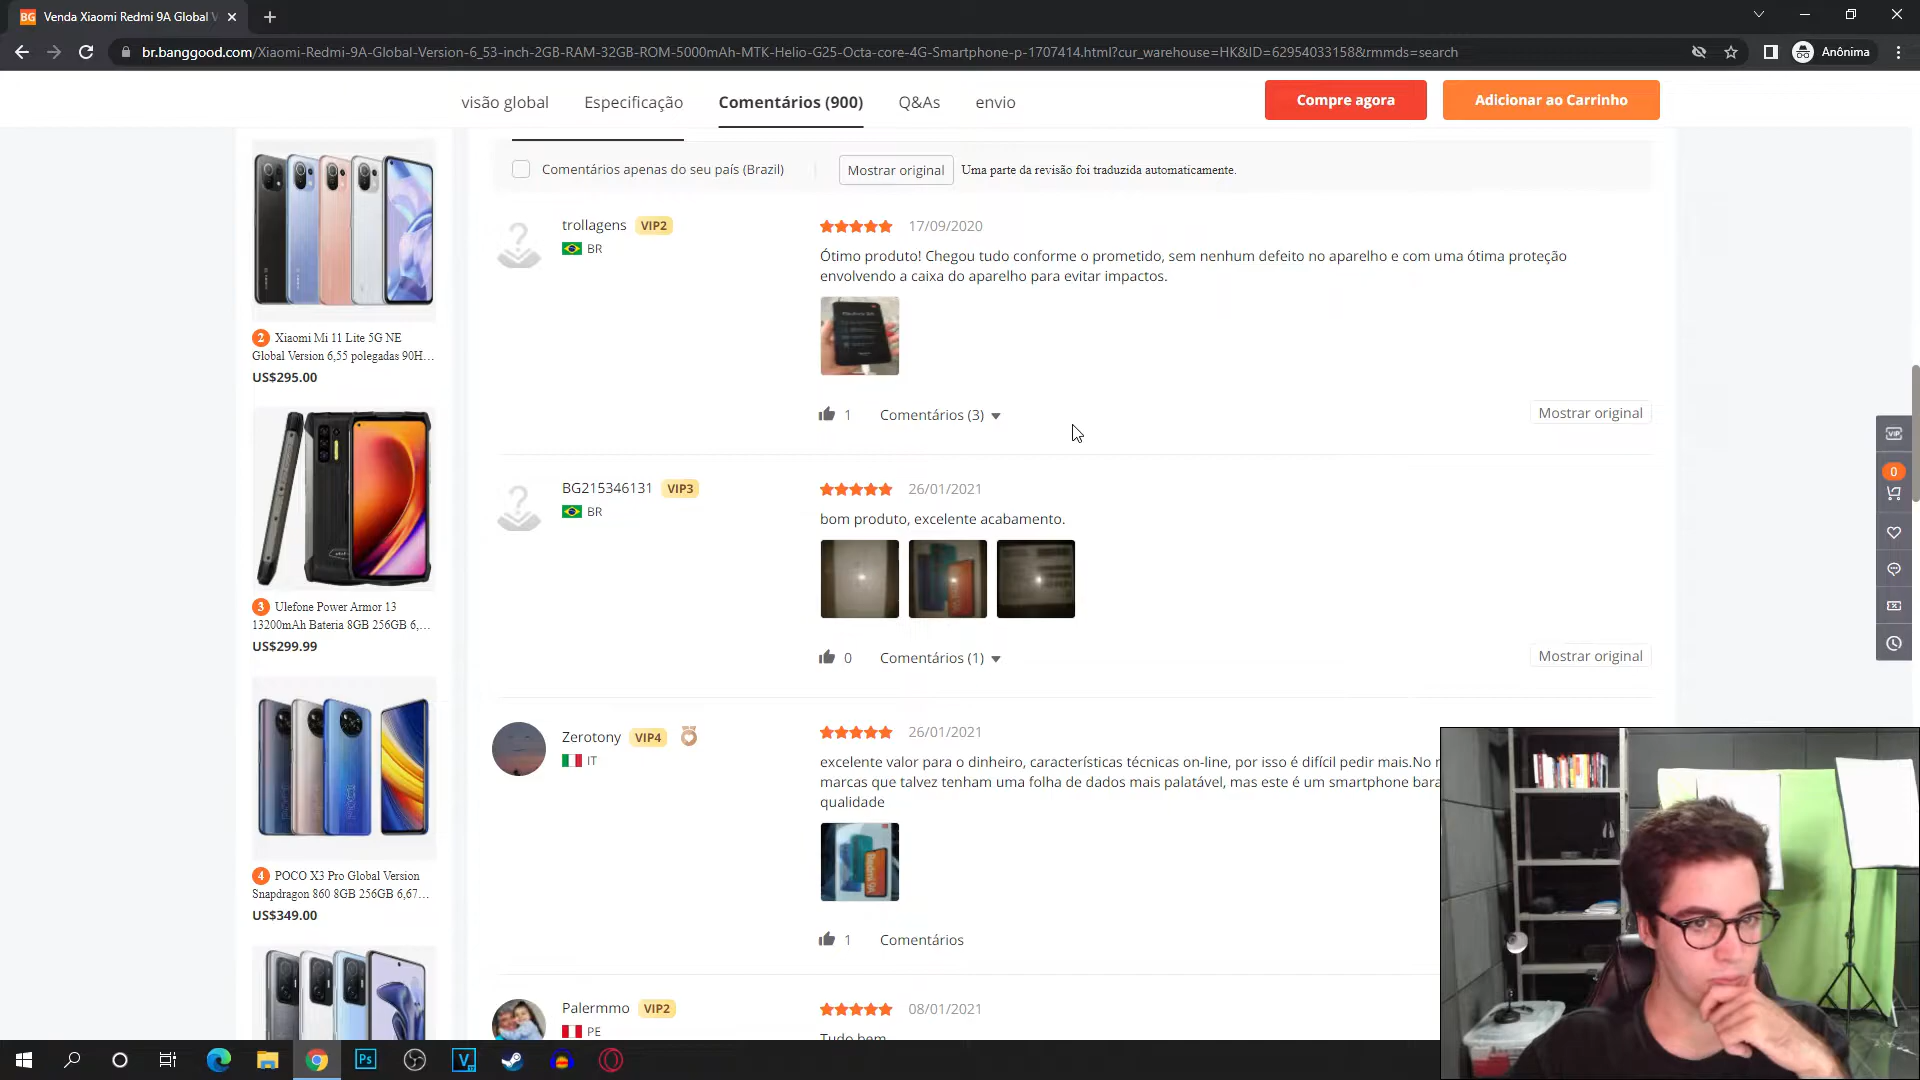 BG Venda Xiaomi Redmi 9A Global V
br.banggood.com/Xiaomi-Redmi-9A-Global-Version-6_53-inch-2GB-RAM-32GB-ROM-5000mAh-MTK-Helio-G25-Octa-core-4G-Smartphone-p-1707414.html?cur_warehouse=HK&ID=62954033158&rmmds=search
Anônima
visão global Especificação Comentários (900) Q&As envio
Compre agora
Adicionar ao Carrinho
Comentários apenas do seu país (Brazil)
Mostrar original
Uma parte da revisão foi traduzida automaticamente.
2 Xiaomi Mi 11 Lite 5G NE
Global Version 6,55 polegadas 90H...
US$295.00
3 Ulefone Power Armor 13
13200mAh Bateria 8GB 256GB 6,...
US$299.99
4 POCO X3 Pro Global Version
Snapdragon 860 8GB 256GB 6,67...
US$349.00
trollagens VIP2
BR
17/09/2020
Ótimo produto! Chegou tudo conforme o prometido, sem nenhum defeito no aparelho e com uma ótima proteção
envolvendo a caixa do aparelho para evitar impactos.
1 Comentários (3)
Mostrar original
BG215346131 VIP3
BR
26/01/2021
bom produto, excelente acabamento.
0 Comentários (1)
Mostrar original
Zerotony VIP4
IT
26/01/2021
excelente valor para o dinheiro, características técnicas on-line, por isso é difícil pedir mais.No
marcas que talvez tenham uma folha de dados mais palatável, mas este é um smartphone
qualidade
Redmi 9A
1 Comentários
Palermmo VIP2
PE
08/01/2021
Tudo bem
VIP
0
Ps
V